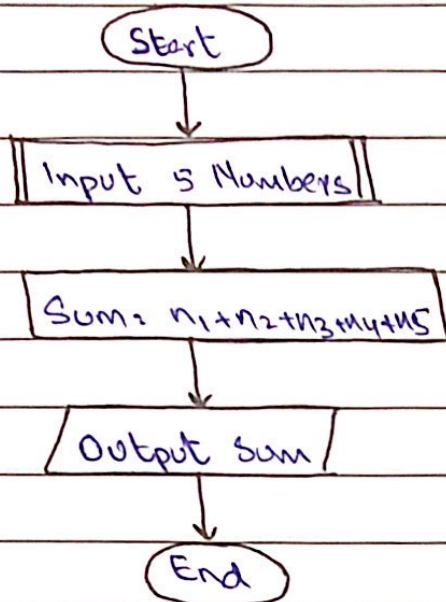 Start
Input 5 Numbers
Sum = n1+n2+n3+n4+n5
Output Sum
End